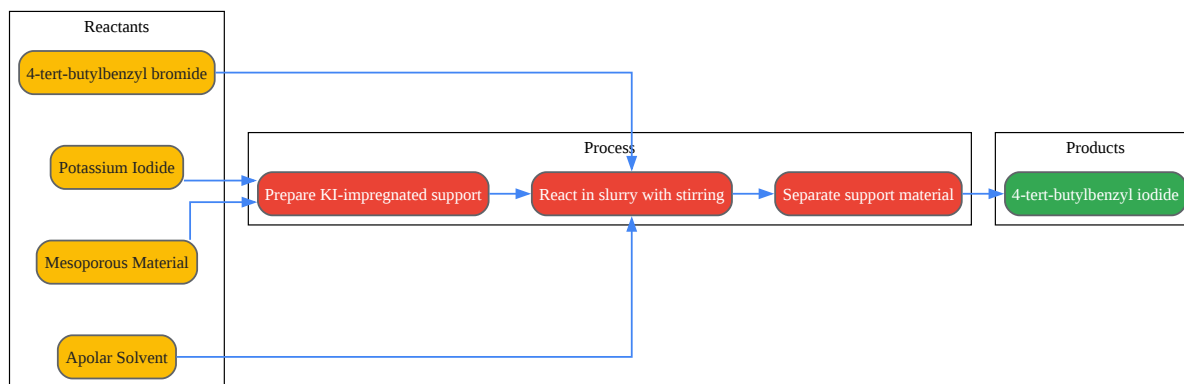 Reactants
4-tert-butylbenzyl bromide
Potassium Iodide
Mesoporous Material
Apolar Solvent
Process
Prepare KI-impregnated support
React in slurry with stirring
Separate support material
Products
4-tert-butylbenzyl iodide